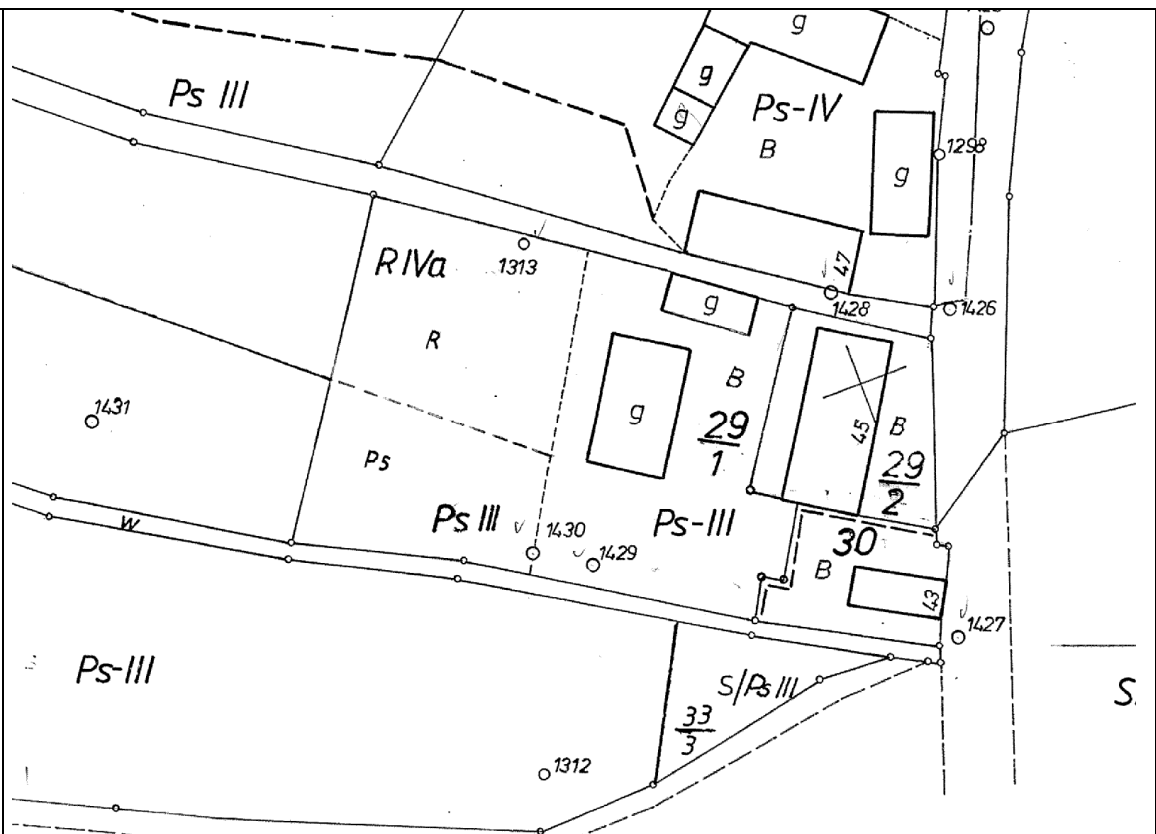 g
Ps III
g
g
Ps-IV
B
1298
g
R IVa
1313
47
1428
1426
g
R
B
g
29
1
45
B
29
2
1431
Ps
Ps III
Ps-III
W
1430
1429
30
B
43
1427
Ps-III
S/Ps III
S.
33
3
1312